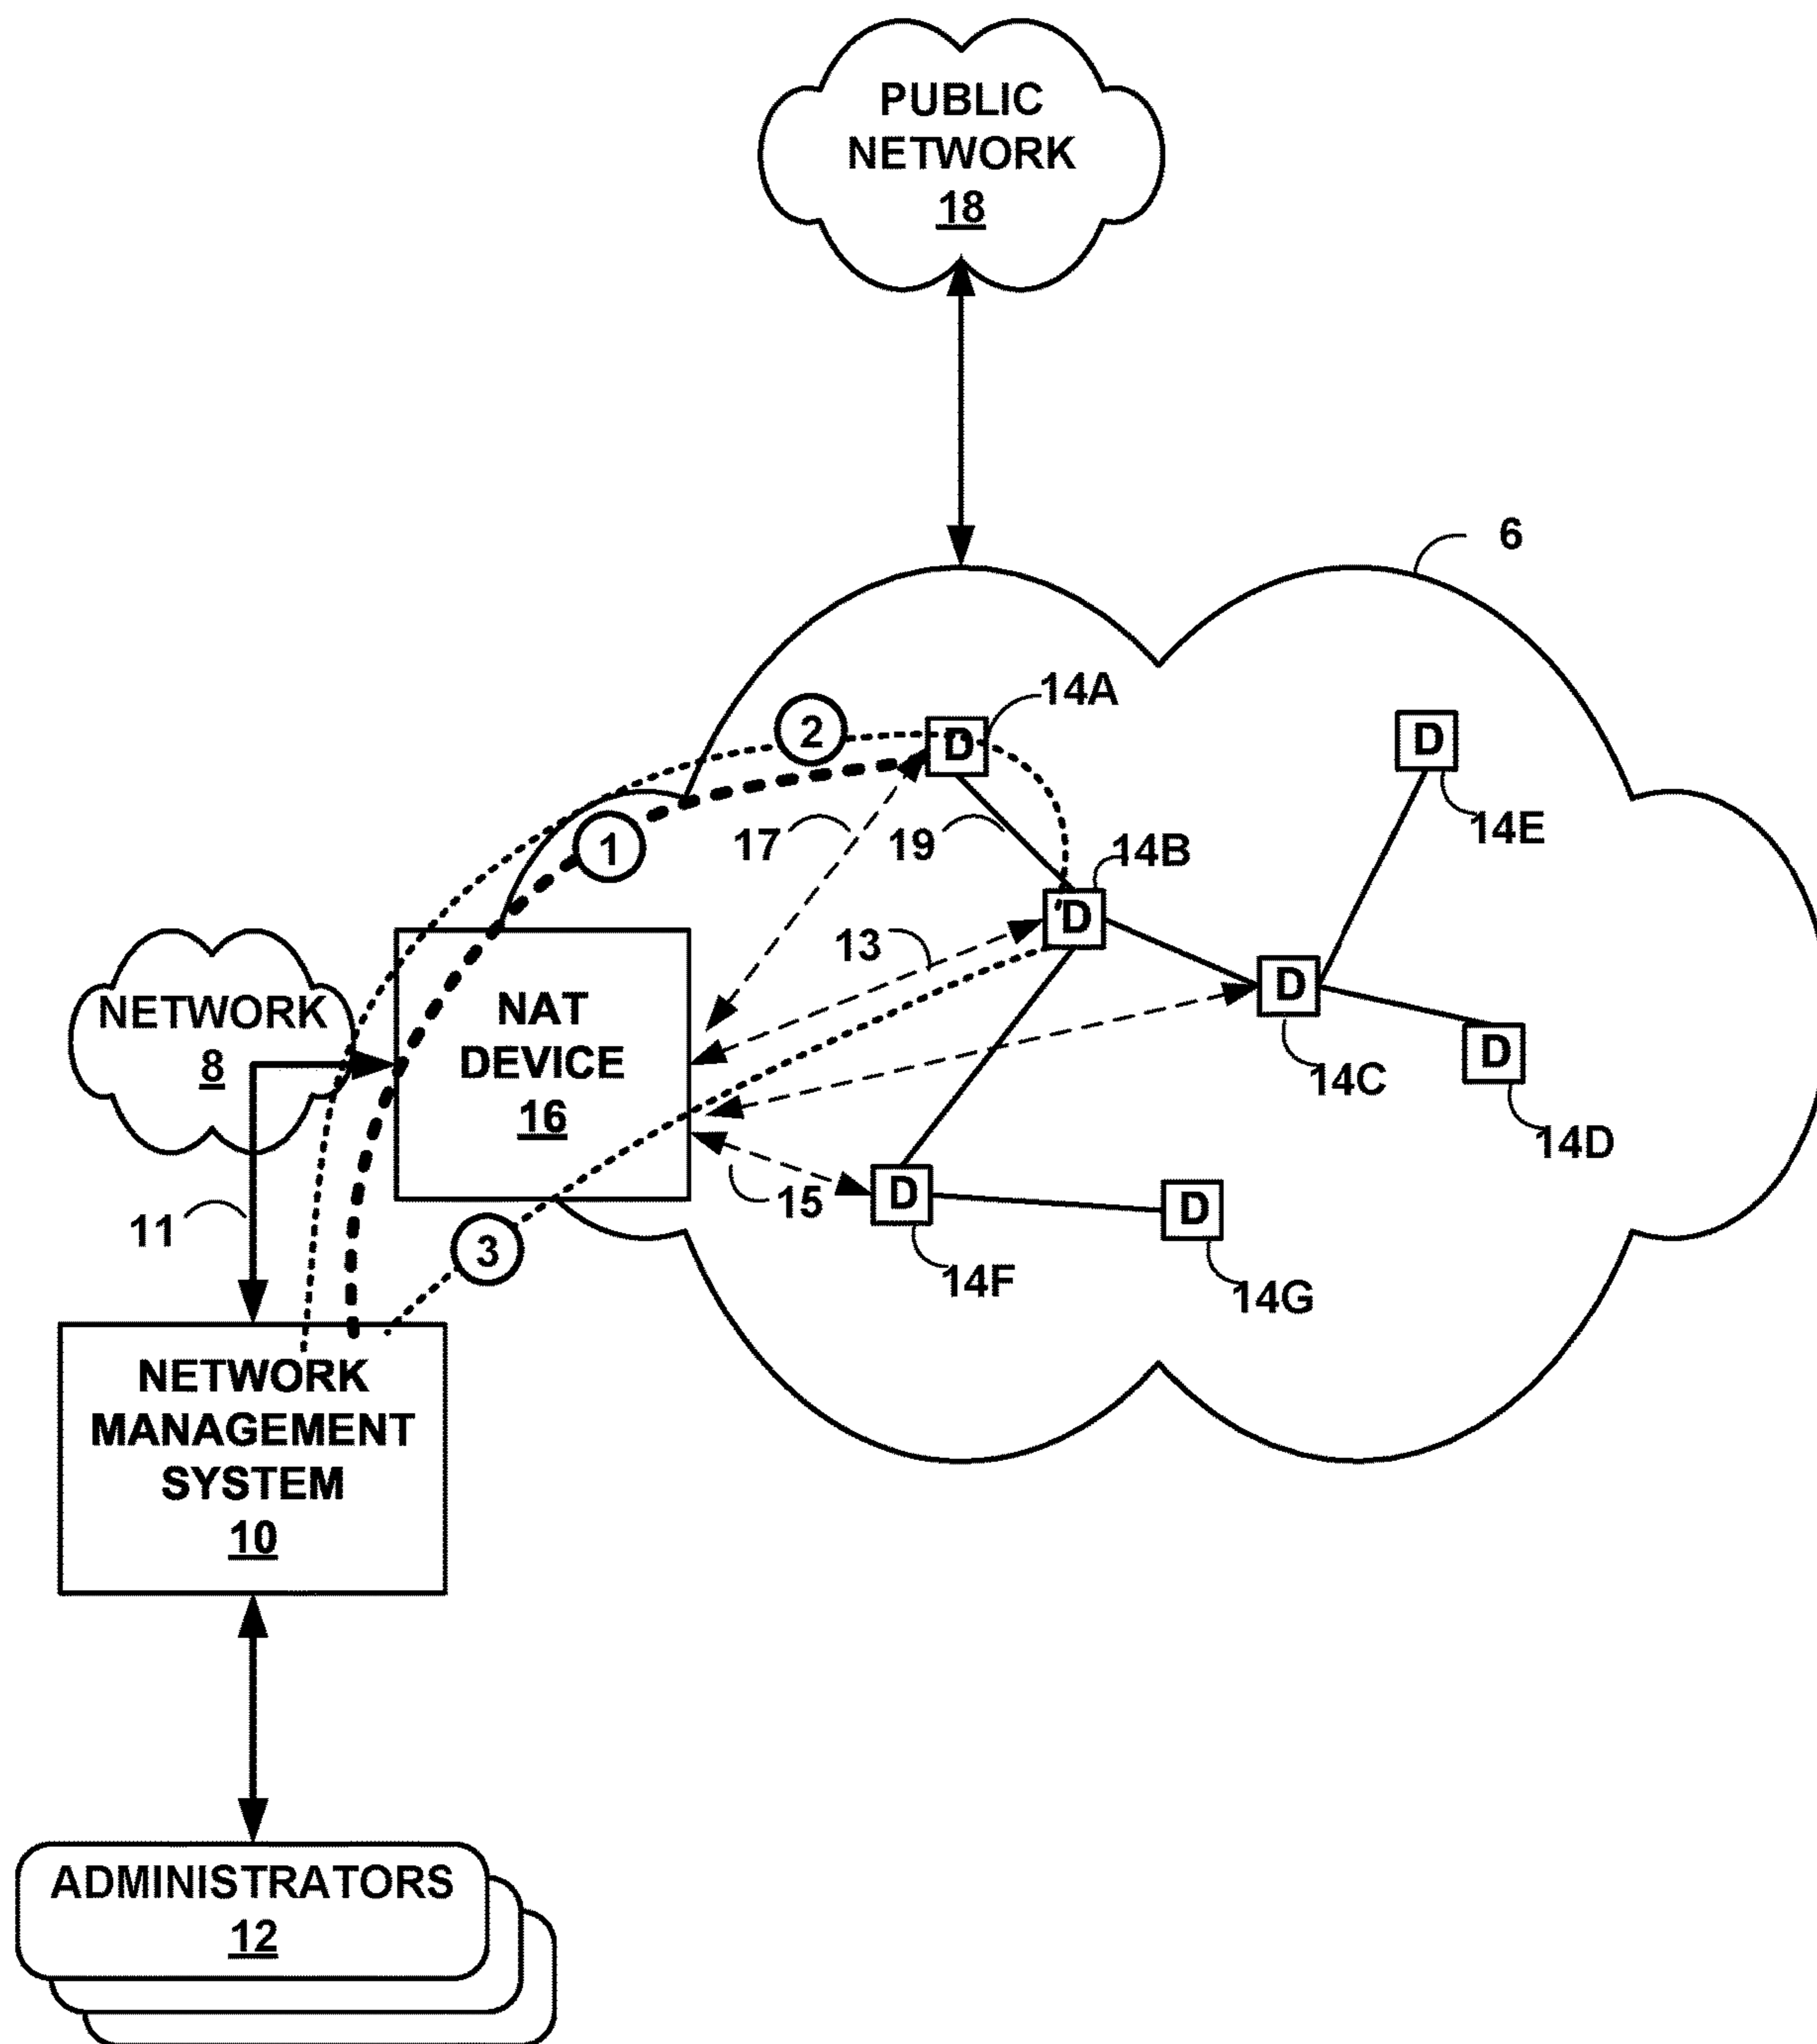 PUBLIC
NETWORK
18
6
14A
2
D
D
14E
1
17
19
14B
D
13
NETWORK
8
NAT
DEVICE
16
D
14C
D
14D
11
15
D
D
3
14F
14G
NETWORK
MANAGEMENT
SYSTEM
10
ADMINISTRATORS
12